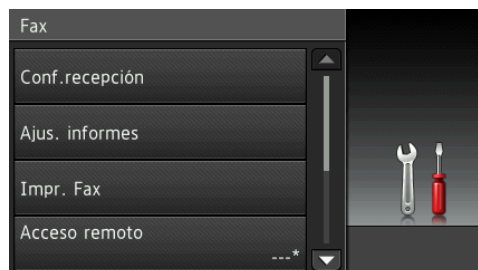 Fax
Conf.recepción
Ajus. informes
Impr. Fax
Acceso remoto
---*